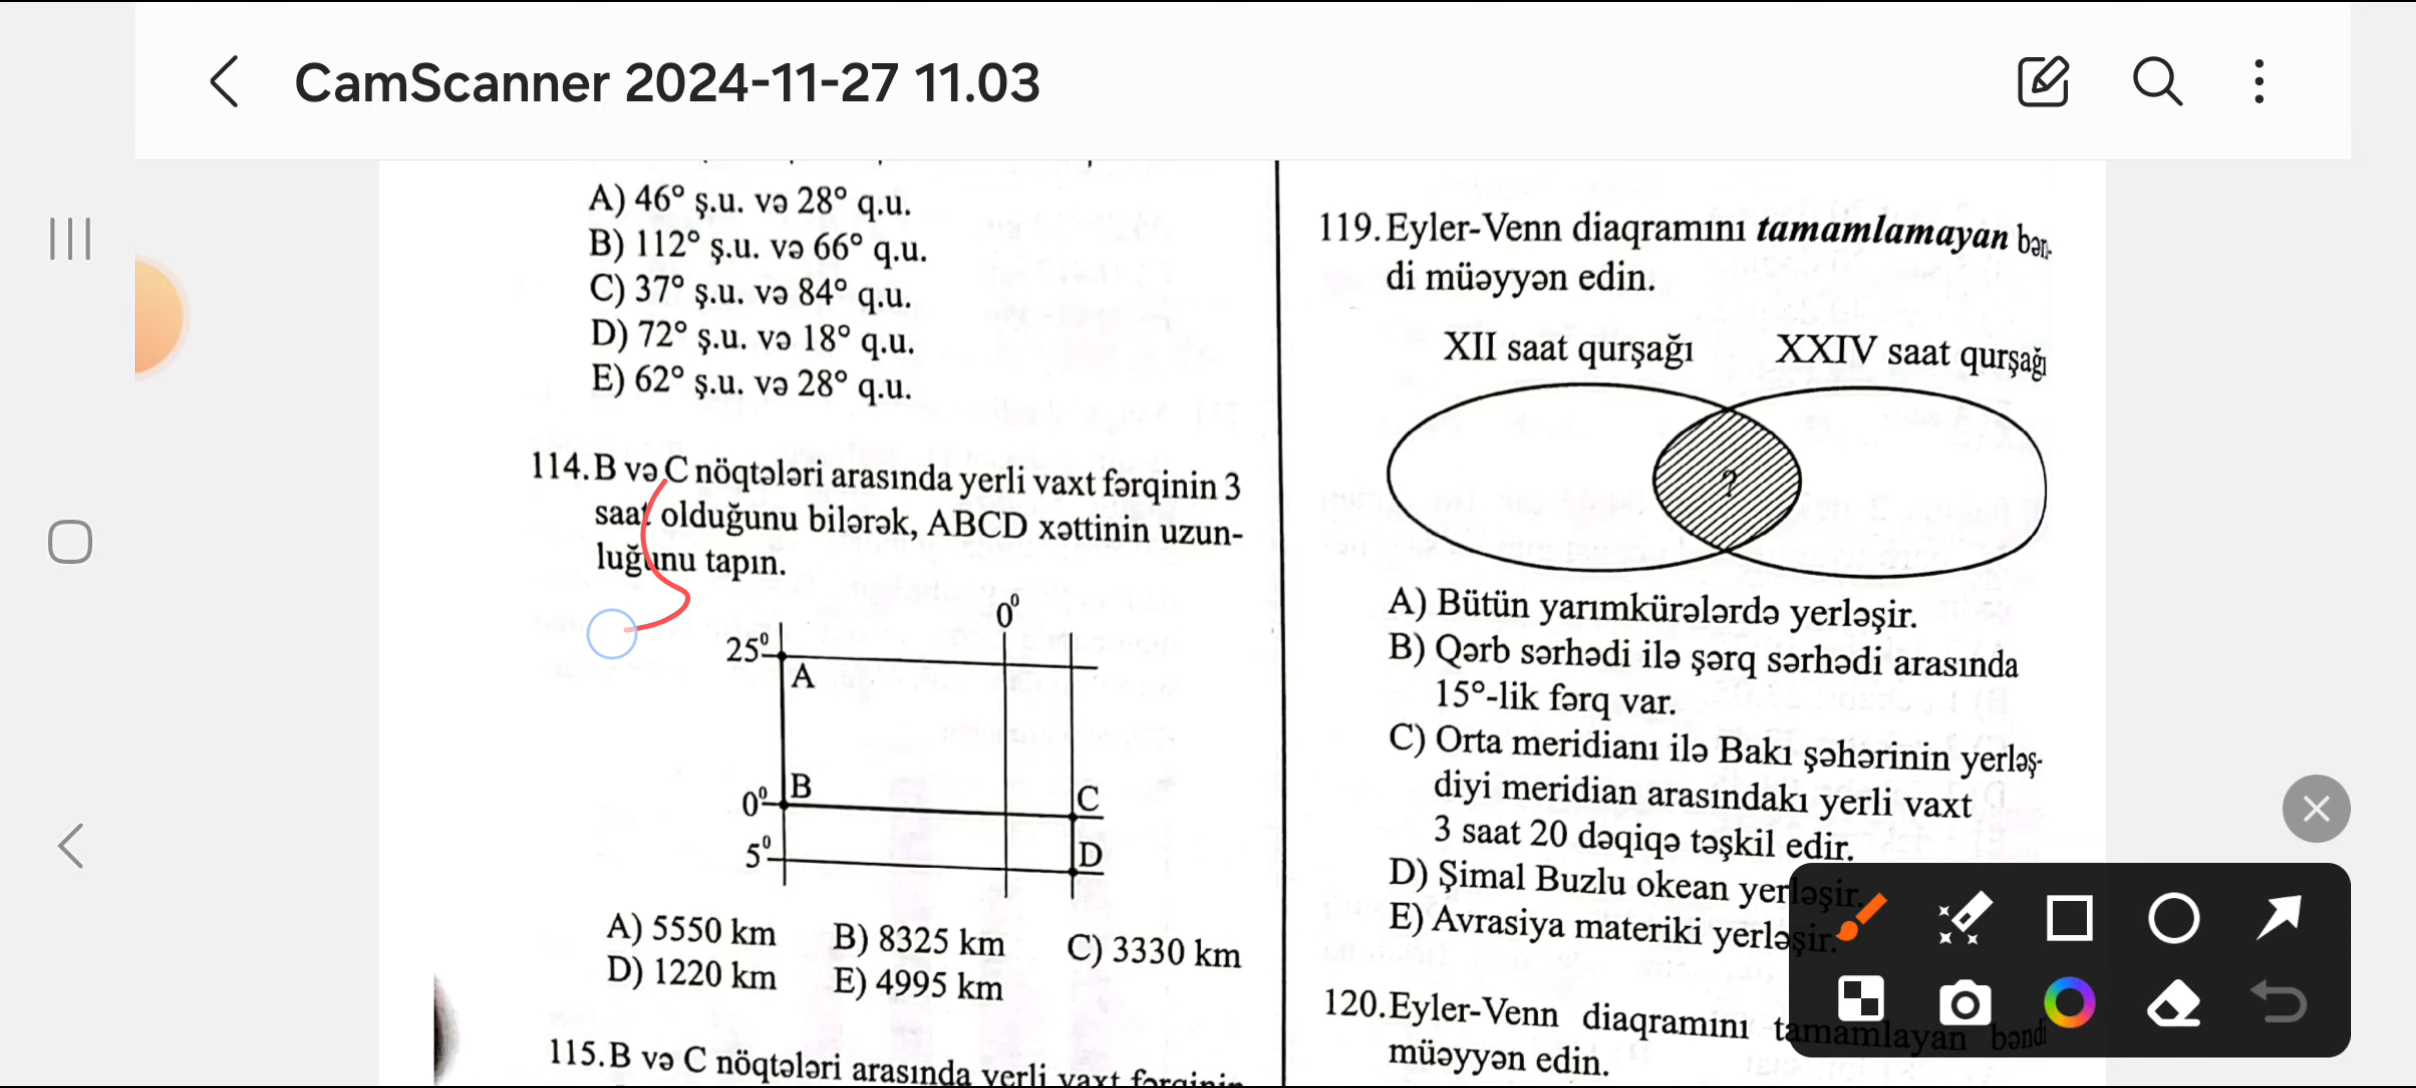 CamScanner 2024-11-27 11.03
A) 46° ş.u. və 28° q.u.
B) 112° ş.u. və 66° q.u.
C) 37° ş.u. və 84° q.u.
D) 72° ş.u. və 18° q.u.
E) 62° ş.u. və 28° q.u.
114. B və C nöqtələri arasında yerli vaxt fərqinin 3
saat olduğunu bilərək, ABCD xəttinin uzun-
luğunu tapın.
0⁰
25⁰
A
B
0⁰
C
5⁰
D
A) 5550 km B) 8325 km C) 3330 km
D) 1220 km E) 4995 km
115. B və C nöqtələri arasında yerli vaxt fərqinin
119. Eyler-Venn diaqramını tamamlamayan bən-
di müəyyən edin.
XII saat qurşağı XXIV saat qurşağı
?
A) Bütün yarımkürələrdə yerləşir.
B) Qərb sərhədi ilə şərq sərhədi arasında
15°-lik fərq var.
C) Orta meridianı ilə Bakı şəhərinin yerləş-
diyi meridian arasındakı yerli vaxt
3 saat 20 dəqiqə təşkil edir.
D) Şimal Buzlu okean yerləşir.
E) Avrasiya materiki yerləşir.
120. Eyler-Venn diaqramını tamamlayan bəndi
müəyyən edin.